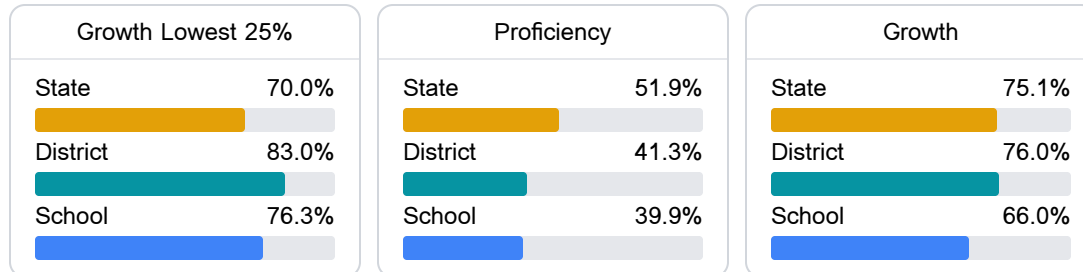 Growth Lowest 25%
State 70.0%
District 83.0%
School 76.3%
Proficiency
State 51.9%
District 41.3%
School 39.9%
Growth
State 75.1%
District 76.0%
School 66.0%